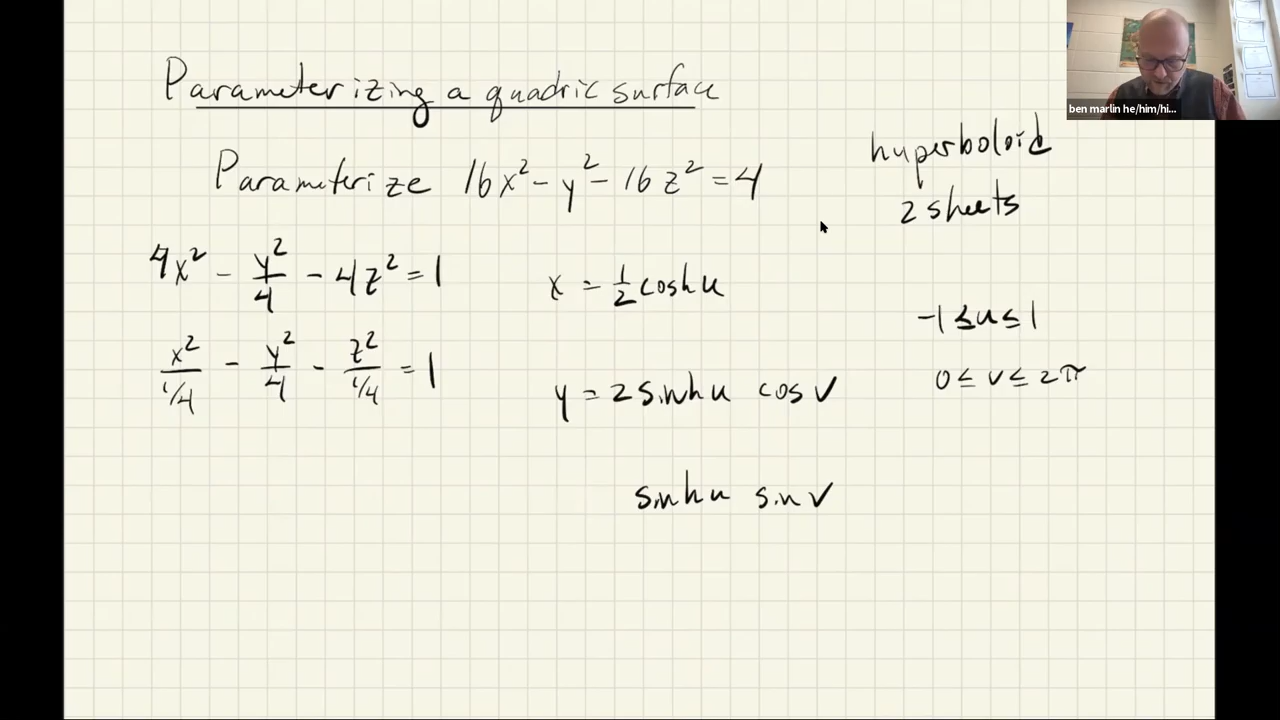 Parameterizing a quadric surface
hyperboloid
2 sheets
Parameterize 16x² - y² - 16z² = 4
4x² - y²/4 - 4z² = 1
x = 1/2 cosh u
-1 ≤ u ≤ 1
x²/(1/4) - y²/4 - z²/(1/4) = 1
y = 2 sinh u cos v
0 ≤ v ≤ 2π
sinh u sin v
ben marlin he/him/hi...